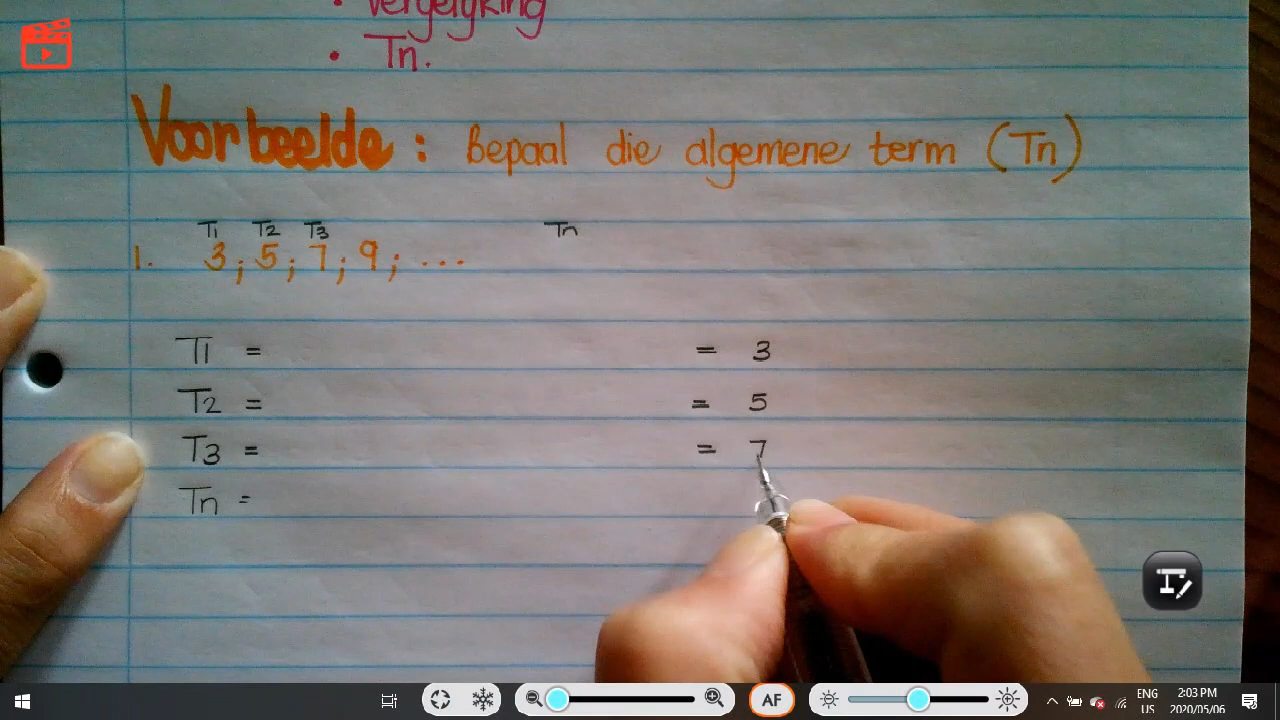 • Vergelyking
• Tn.
Voorbeelde : Bepaal die algemene term (Tn)
T1 T2 T3 Tn
1. 3 ; 5 ; 7 ; 9 ; ...
T1 = = 3
T2 = = 5
T3 = = 7
Tn =
AF
ENG
US
2:03 PM
2020/05/06